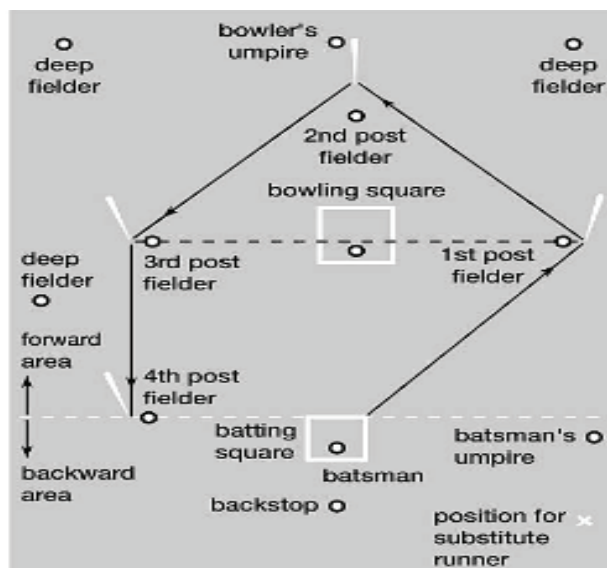 bowler's
umpire
deep
fielder
deep
fielder
2nd post
fielder
bowling square
deep
fielder
3rd post
fielder
1st post
fielder
forward
area
4th post
fielder
batting
square
batsman's
umpire
backward
area
batsman
backstop
position for
substitute
runner